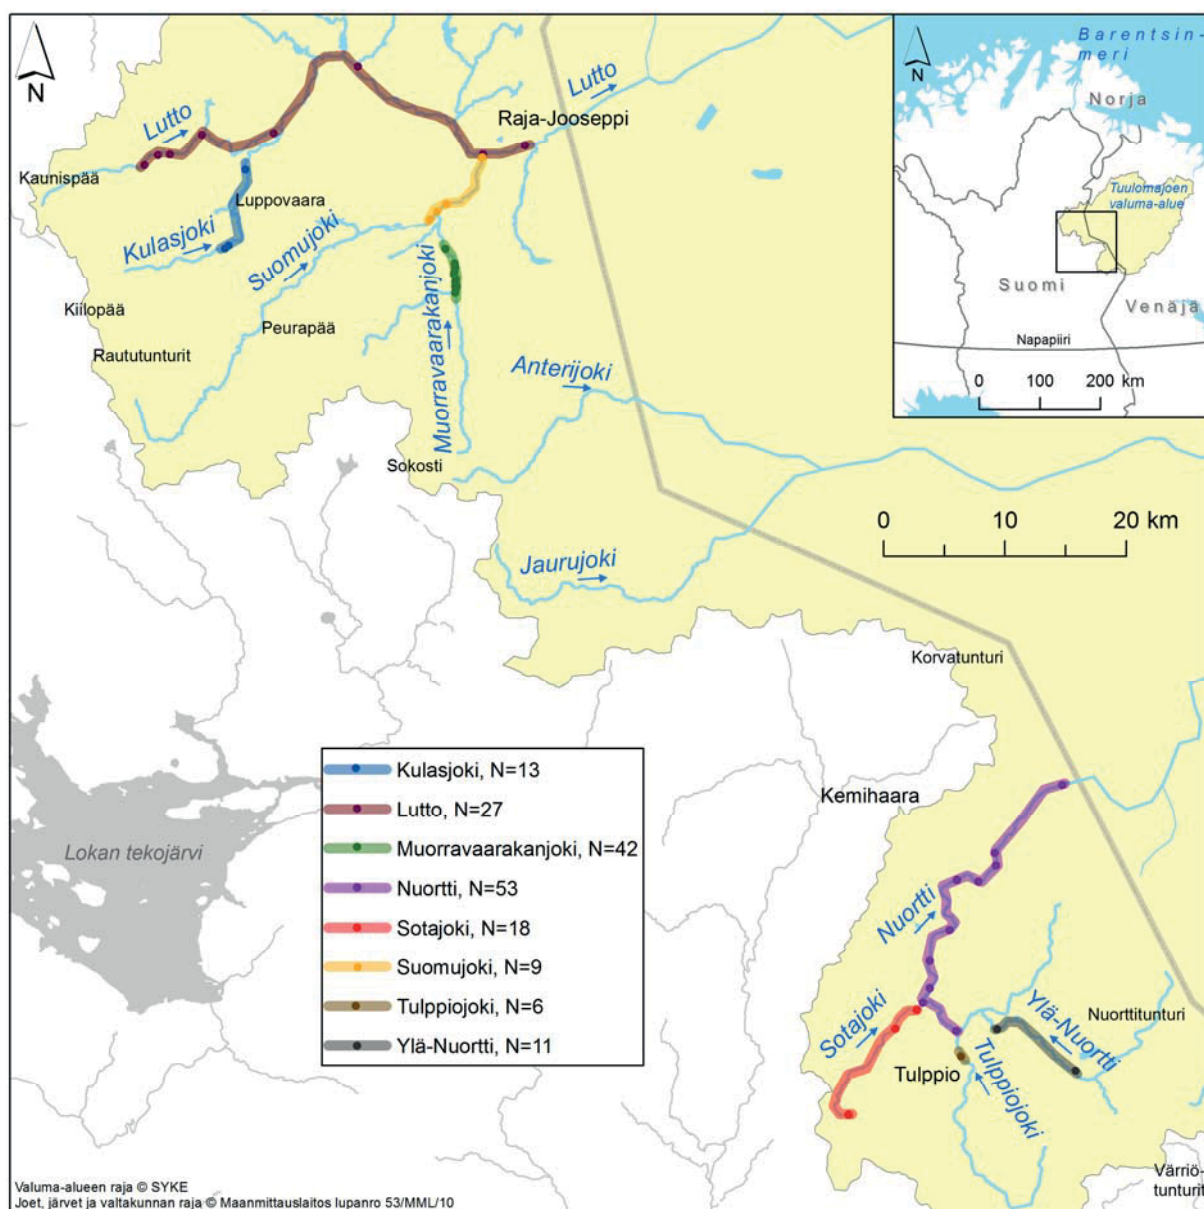 N
Lutto
Lutto
Raja-Jooseppi
Kaunispää
Luppovaara
Kulasjoki
Suomujoki
Muorravaarakanjoki
Kiilopää
Peurapää
Raututunturit
Anterijoki
Sokosti
Jaurujoki
N
Barentsin-
meri
Norja
Tuulomajoen
valuma-alue
Suomi
Venäjä
Napapiiri
0 100 200 km
0 10 20 km
Korvatunturi
Kemihaara
Lokan tekojärvi
Kulasjoki, N=13
Lutto, N=27
Muorravaarakanjoki, N=42
Nuortti, N=53
Sotajoki, N=18
Suomujoki, N=9
Tulppiojoki, N=6
Ylä-Nuortti, N=11
Nuortti
Sotajoki
Tulppio
Tulppiojoki
Ylä-Nuortti
Nuorttitunturi
Värriö-
tunturit
Valuma-alueen raja © SYKE
Joet, järvet ja valtakunnan raja © Maanmittauslaitos lupanro 53/MML/10